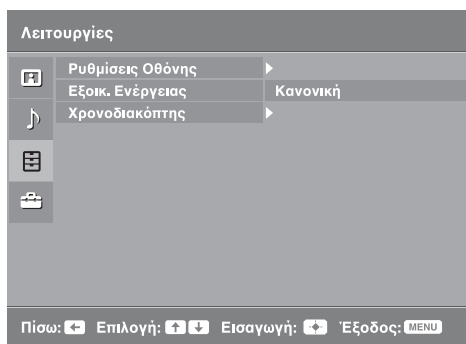 Λειτουργίες
Ρυθμίσεις Οθόνης
Εξοικ. Ενέργειας Κανονική
Χρονοδιακόπτης
Πίσω: Επιλογή: Εισαγωγή: Έξοδος: MENU